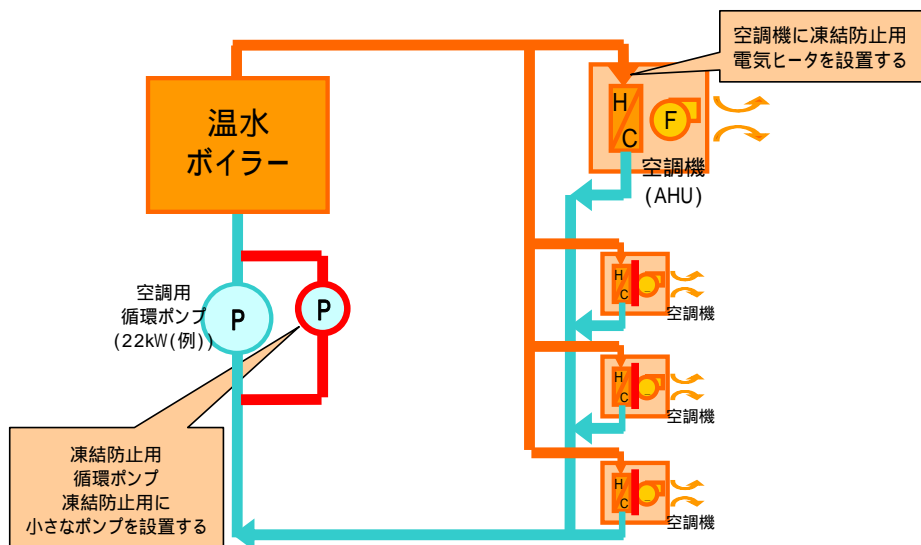 空調機に凍結防止用
電気ヒータを設置する
温水
ボイラー
H
C
F
空調機
(AHU)
空調用
循環ポンプ
(22kW(例))
P
P
H
C
空調機
H
C
空調機
H
C
空調機
凍結防止用
循環ポンプ
凍結防止用に
小さなポンプを設置する